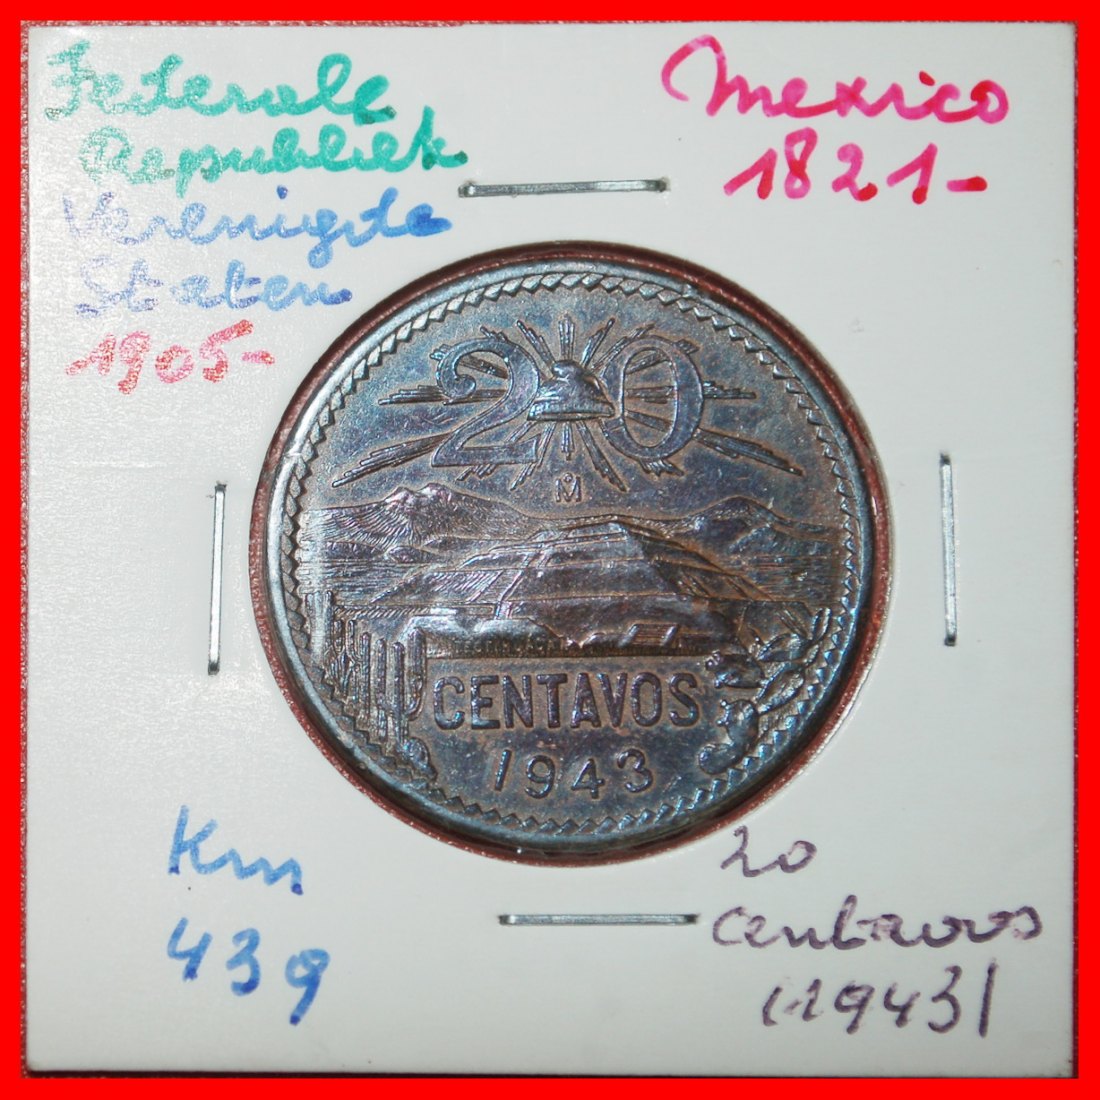 Federale
Republiek
Verenigde
Staten
1905-
Mexico
1821-
20
M
CENTAVOS
1943
Km
439
20
centavos
(1943)